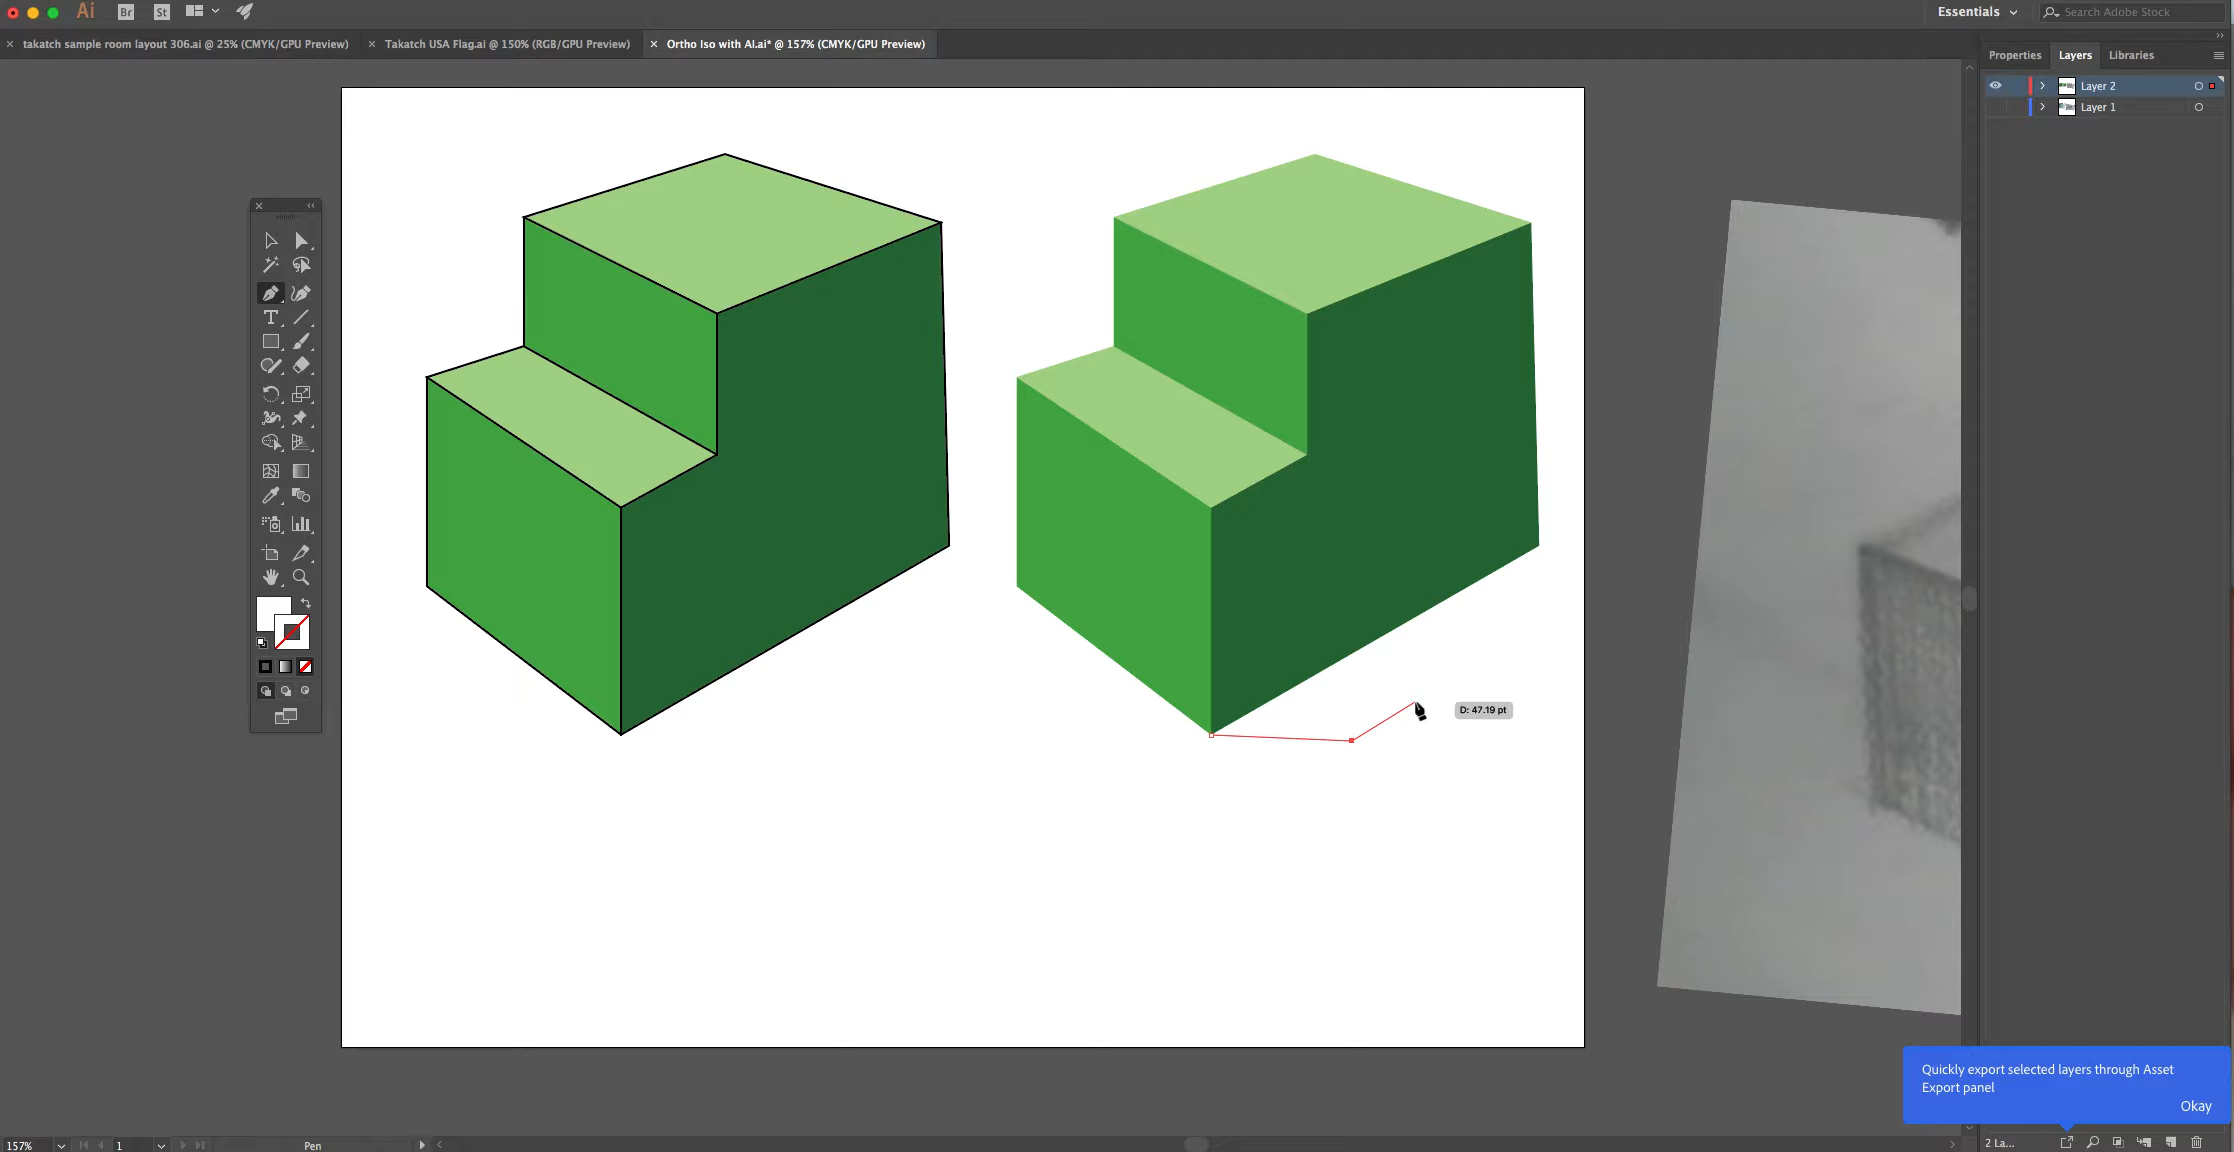 Ai Br St
Essentials
Search Adobe Stock
takatch sample room layout 306.ai @ 25% (CMYK/GPU Preview)
Takatch USA Flag.ai @ 150% (RGB/GPU Preview)
Ortho Iso with AI.ai* @ 157% (CMYK/GPU Preview)
Properties
Layers
Libraries
Layer 2
Layer 1
D: 47.19 pt
Quickly export selected layers through Asset
Export panel
Okay
157%
1
Pen
2 La...